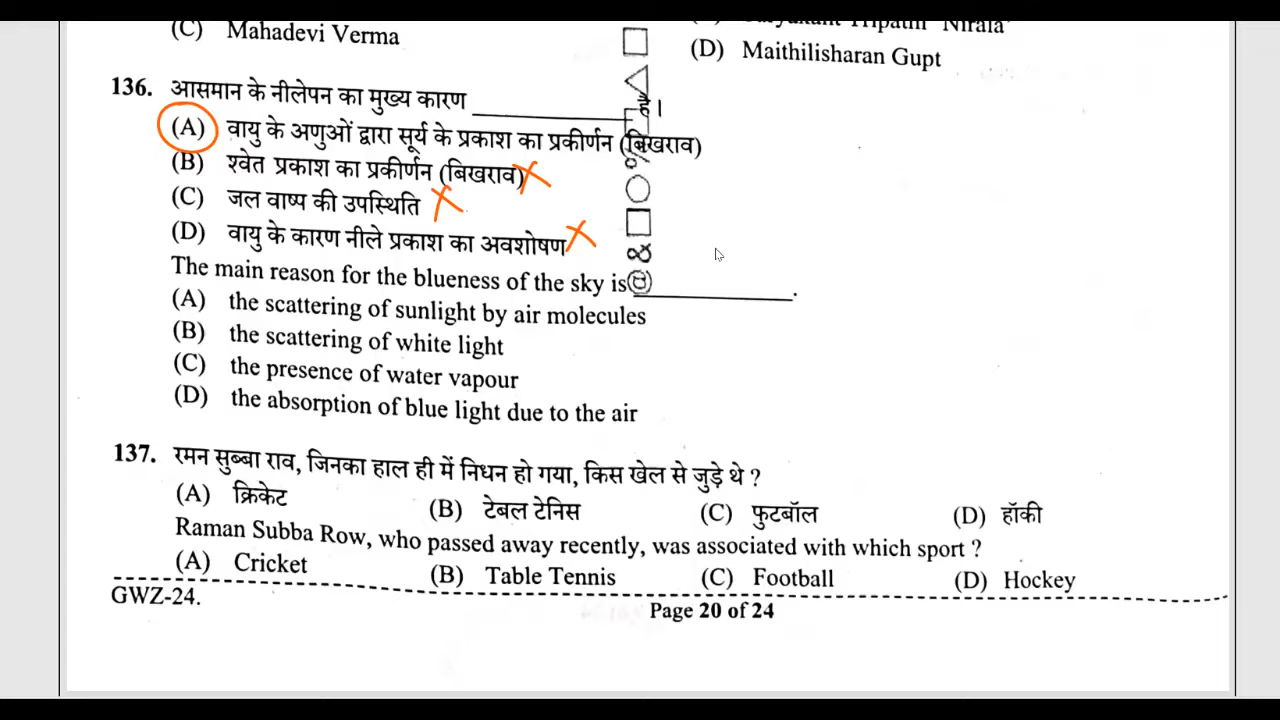 (C) Mahadevi Verma
Tripathi 'Nirala'
(D) Maithilisharan Gupt
136. आसमान के नीलेपन का मुख्य कारण ____________ है।
(A) वायु के अणुओं द्वारा सूर्य के प्रकाश का प्रकीर्णन (बिखराव)
(B) श्वेत प्रकाश का प्रकीर्णन (बिखराव)
(C) जल वाष्प की उपस्थिति
(D) वायु के कारण नीले प्रकाश का अवशोषण
The main reason for the blueness of the sky is ____________.
(A) the scattering of sunlight by air molecules
(B) the scattering of white light
(C) the presence of water vapour
(D) the absorption of blue light due to the air
137. रमन सुब्बा राव, जिनका हाल ही में निधन हो गया, किस खेल से जुड़े थे ?
(A) क्रिकेट (B) टेबल टेनिस (C) फुटबॉल (D) हॉकी
Raman Subba Row, who passed away recently, was associated with which sport ?
(A) Cricket (B) Table Tennis (C) Football (D) Hockey
GWZ-24. Page 20 of 24